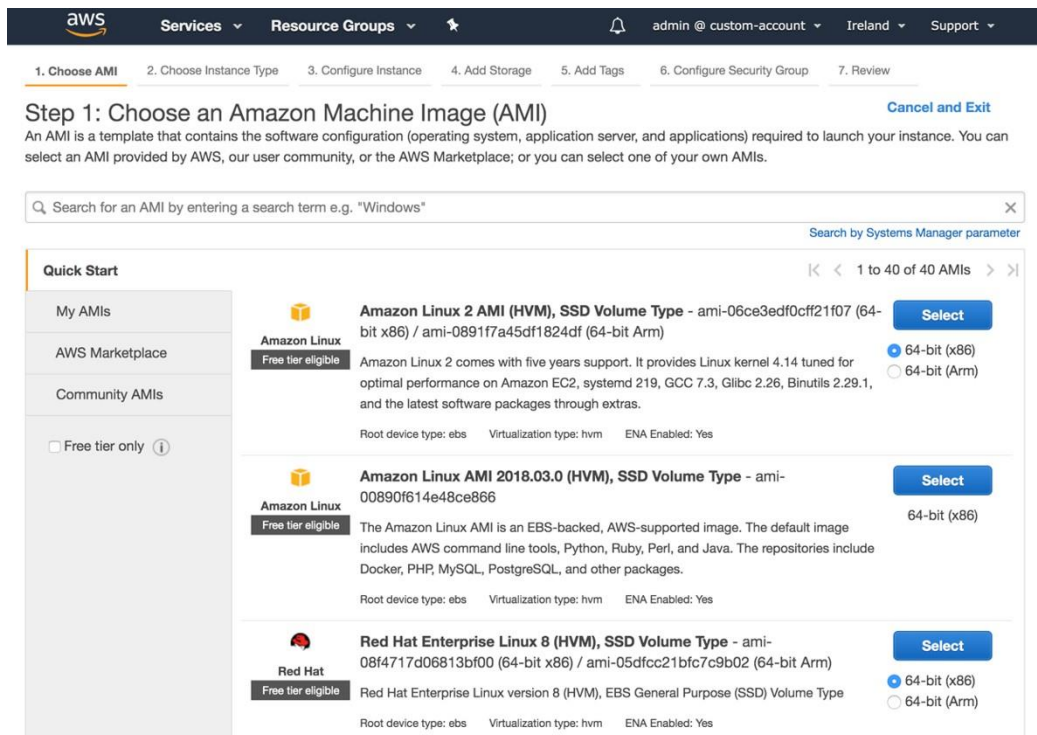 aws
Services
Resource Groups
admin @ custom-account
Ireland
Support
1. Choose AMI
2. Choose Instance Type
3. Configure Instance
4. Add Storage
5. Add Tags
6. Configure Security Group
7. Review
Step 1: Choose an Amazon Machine Image (AMI)
Cancel and Exit
An AMI is a template that contains the software configuration (operating system, application server, and applications) required to launch your instance. You can
select an AMI provided by AWS, our user community, or the AWS Marketplace; or you can select one of your own AMIs.
Search for an AMI by entering a search term e.g. "Windows"
Search by Systems Manager parameter
Quick Start
1 to 40 of 40 AMIs
My AMIs
AWS Marketplace
Community AMIs
Free tier only
Amazon Linux
Free tier eligible
Amazon Linux 2 AMI (HVM), SSD Volume Type - ami-06ce3edf0cff21f07 (64-
bit x86) / ami-0891f7a45df1824df (64-bit Arm)
Amazon Linux 2 comes with five years support. It provides Linux kernel 4.14 tuned for
optimal performance on Amazon EC2, systemd 219, GCC 7.3, Glibc 2.26, Binutils 2.29.1,
and the latest software packages through extras.
Root device type: ebs Virtualization type: hvm ENA Enabled: Yes
Select
64-bit (x86)
64-bit (Arm)
Amazon Linux
Free tier eligible
Amazon Linux AMI 2018.03.0 (HVM), SSD Volume Type - ami-
00890f614e48ce866
The Amazon Linux AMI is an EBS-backed, AWS-supported image. The default image
includes AWS command line tools, Python, Ruby, Perl, and Java. The repositories include
Docker, PHP, MySQL, PostgreSQL, and other packages.
Root device type: ebs Virtualization type: hvm ENA Enabled: Yes
Select
64-bit (x86)
Red Hat
Free tier eligible
Red Hat Enterprise Linux 8 (HVM), SSD Volume Type - ami-
08f4717d06813bf00 (64-bit x86) / ami-05dfcc21bfc7c9b02 (64-bit Arm)
Red Hat Enterprise Linux version 8 (HVM), EBS General Purpose (SSD) Volume Type
Root device type: ebs Virtualization type: hvm ENA Enabled: Yes
Select
64-bit (x86)
64-bit (Arm)